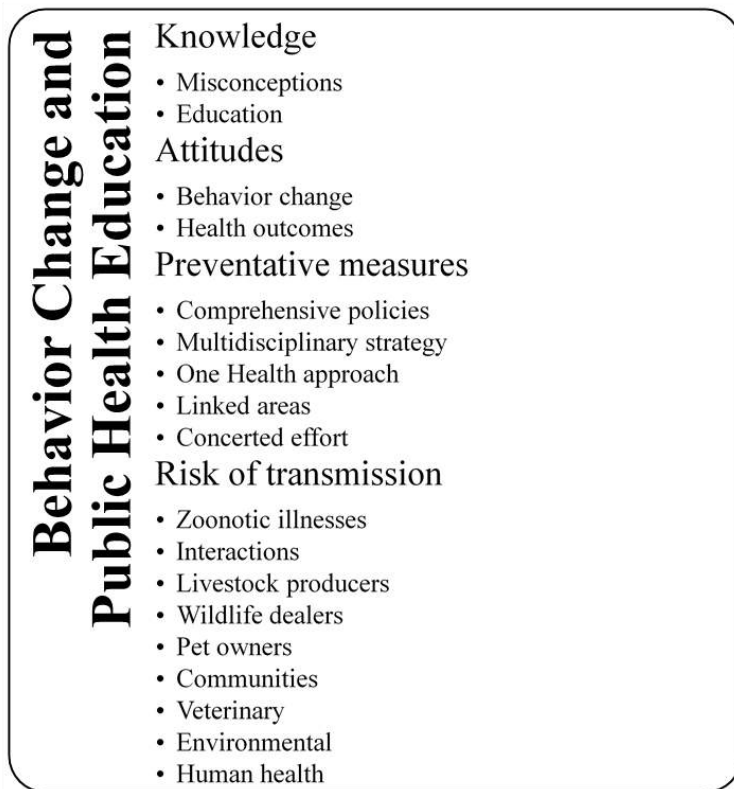 Behavior Change and
Public Health Education
Knowledge
• Misconceptions
• Education
Attitudes
• Behavior change
• Health outcomes
Preventative measures
• Comprehensive policies
• Multidisciplinary strategy
• One Health approach
• Linked areas
• Concerted effort
Risk of transmission
• Zoonotic illnesses
• Interactions
• Livestock producers
• Wildlife dealers
• Pet owners
• Communities
• Veterinary
• Environmental
• Human health